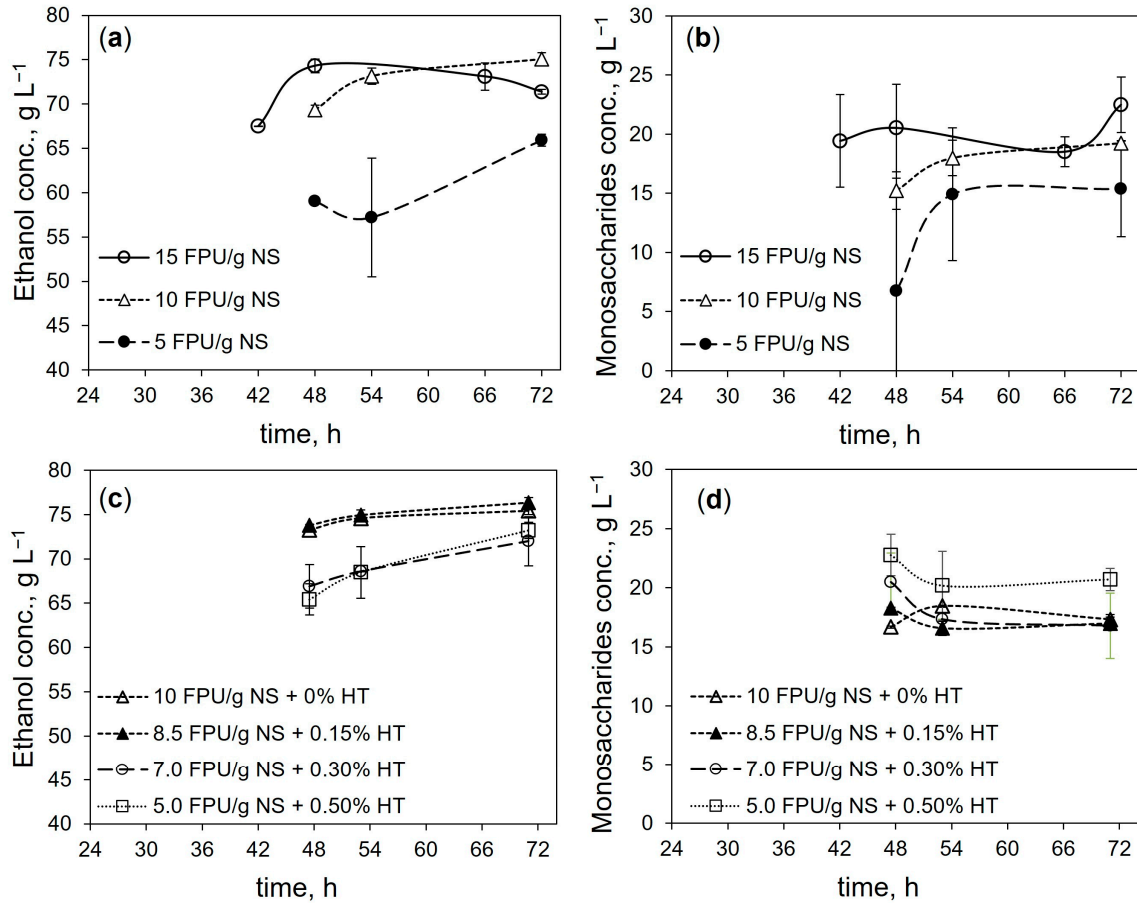 (a)
Ethanol conc., g L⁻¹
80
75
70
65
60
55
50
45
40
15 FPU/g NS
10 FPU/g NS
5 FPU/g NS
24 30 36 42 48 54 60 66 72
time, h
(b)
Monosaccharides conc., g L⁻¹
30
25
20
15
10
5
0
15 FPU/g NS
10 FPU/g NS
5 FPU/g NS
24 30 36 42 48 54 60 66 72
time, h
(c)
Ethanol conc., g L⁻¹
80
75
70
65
60
55
50
45
40
10 FPU/g NS + 0% HT
8.5 FPU/g NS + 0.15% HT
7.0 FPU/g NS + 0.30% HT
5.0 FPU/g NS + 0.50% HT
24 30 36 42 48 54 60 66 72
time, h
(d)
Monosaccharides conc., g L⁻¹
30
25
20
15
10
5
0
10 FPU/g NS + 0% HT
8.5 FPU/g NS + 0.15% HT
7.0 FPU/g NS + 0.30% HT
5.0 FPU/g NS + 0.50% HT
24 30 36 42 48 54 60 66 72
time, h